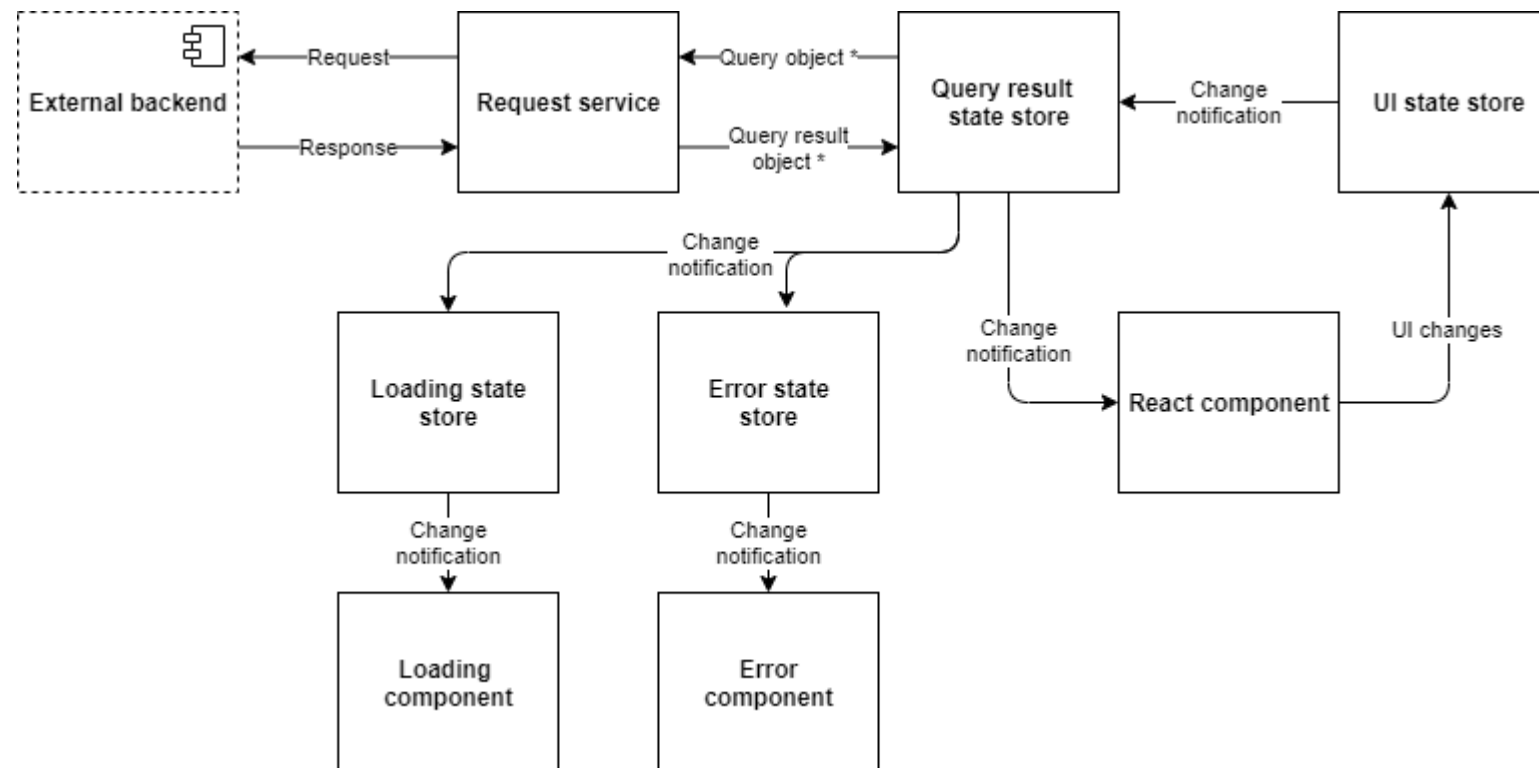 External backend
Request
Response
Request service
Query object *
Query result
object *
Query result
state store
Change
notification
UI state store
Change
notification
Change
notification
UI changes
Loading state
store
Error state
store
React component
Change
notification
Change
notification
Loading
component
Error
component